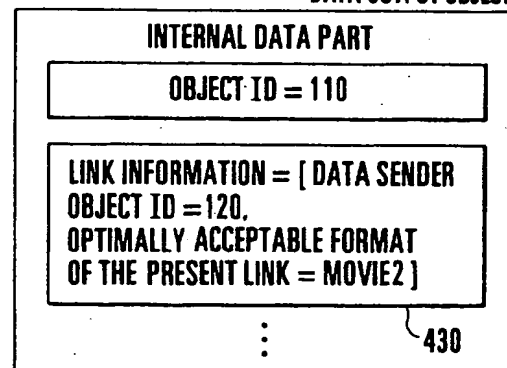 INTERNAL DATA PART
OBJECT ID = 110
LINK INFORMATION = [ DATA SENDER
OBJECT ID =120,
OPTIMALLY ACCEPTABLE FORMAT
OF THE PRESENT LINK = MOVIE2 ]
430